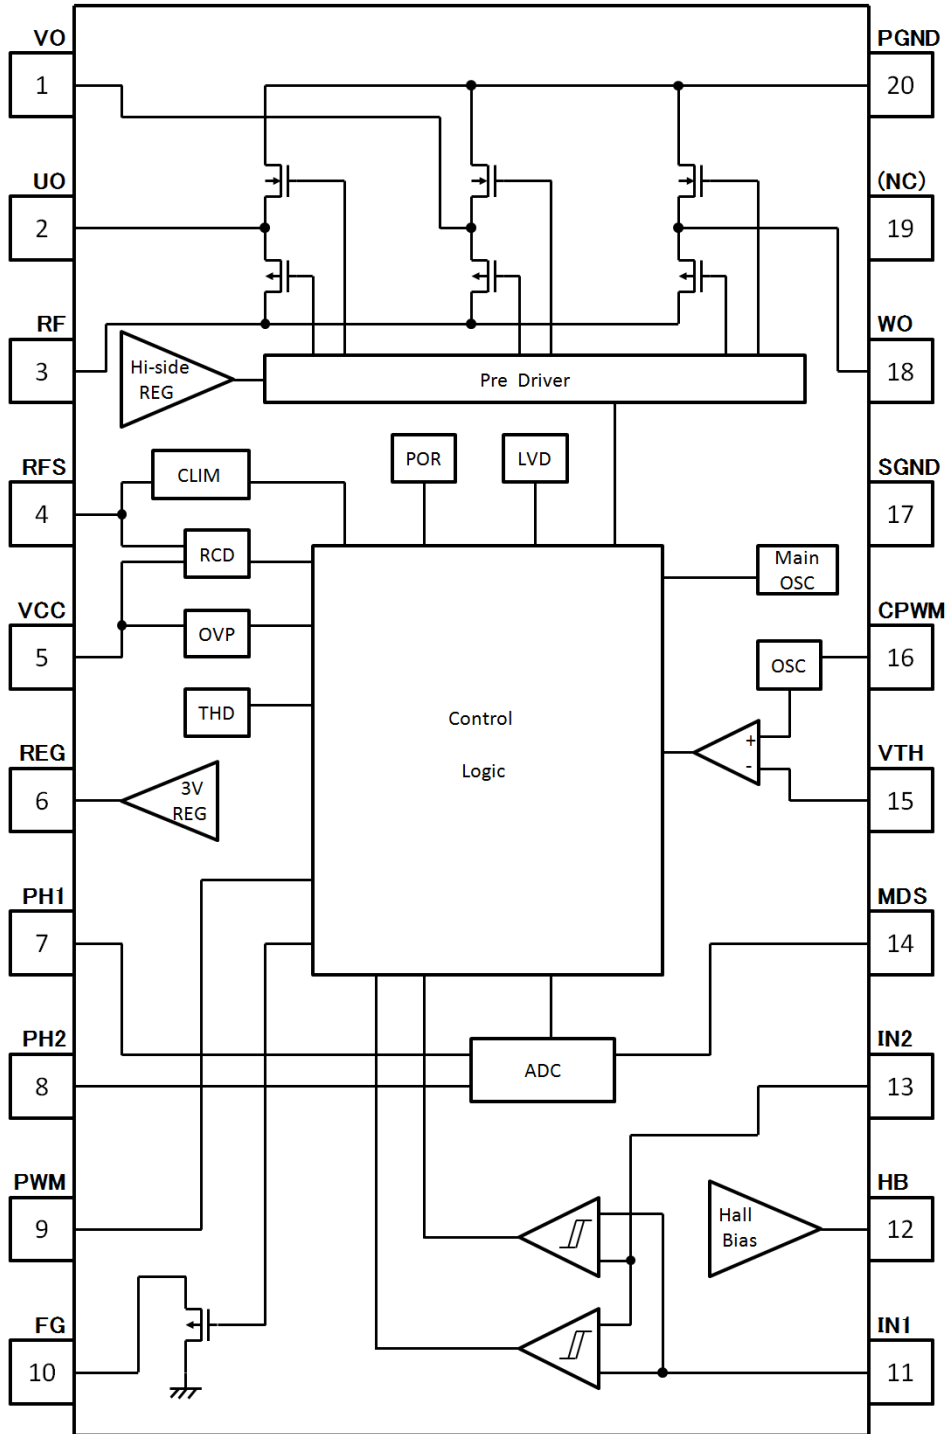 VO
1
UO
2
RF
3
RFS
4
VCC
5
REG
6
PH1
7
PH2
8
PWM
9
FG
10
PGND
20
(NC)
19
WO
18
SGND
17
CPWM
16
VTH
15
MDS
14
IN2
13
HB
12
IN1
11
Hi-side
REG
Pre Driver
CLIM
POR
LVD
RCD
OVP
THD
3V
REG
Main
OSC
OSC
+
-
Control
Logic
ADC
Hall
Bias